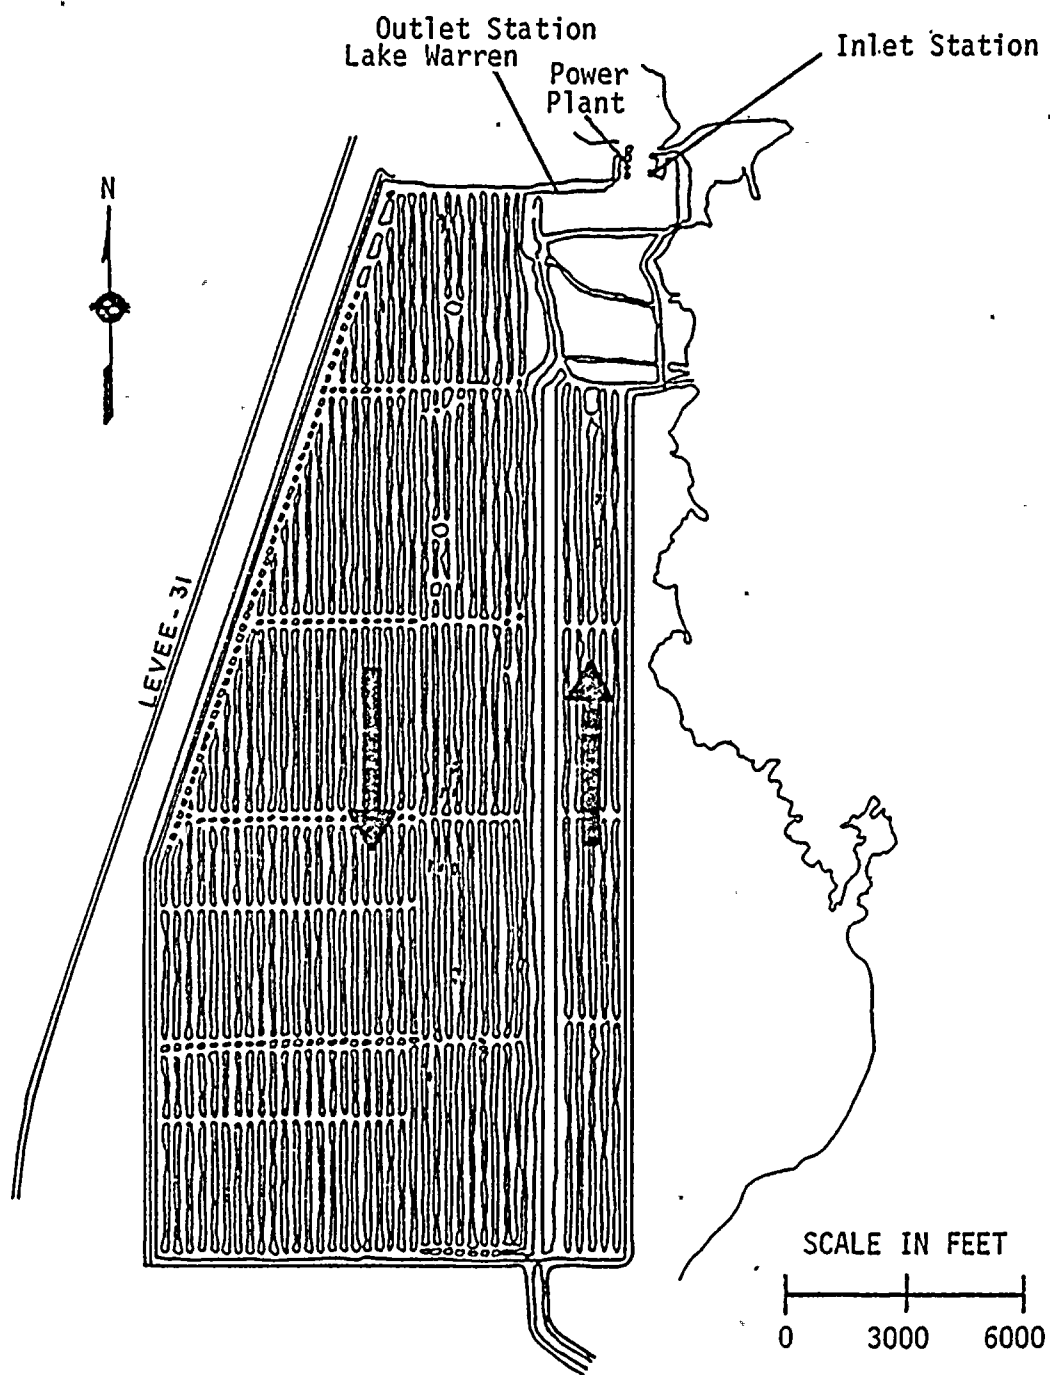 Outlet Station
Lake Warren
Inlet Station
Power
Plant
N
LEVEE-31
SCALE IN FEET
0 3000 6000